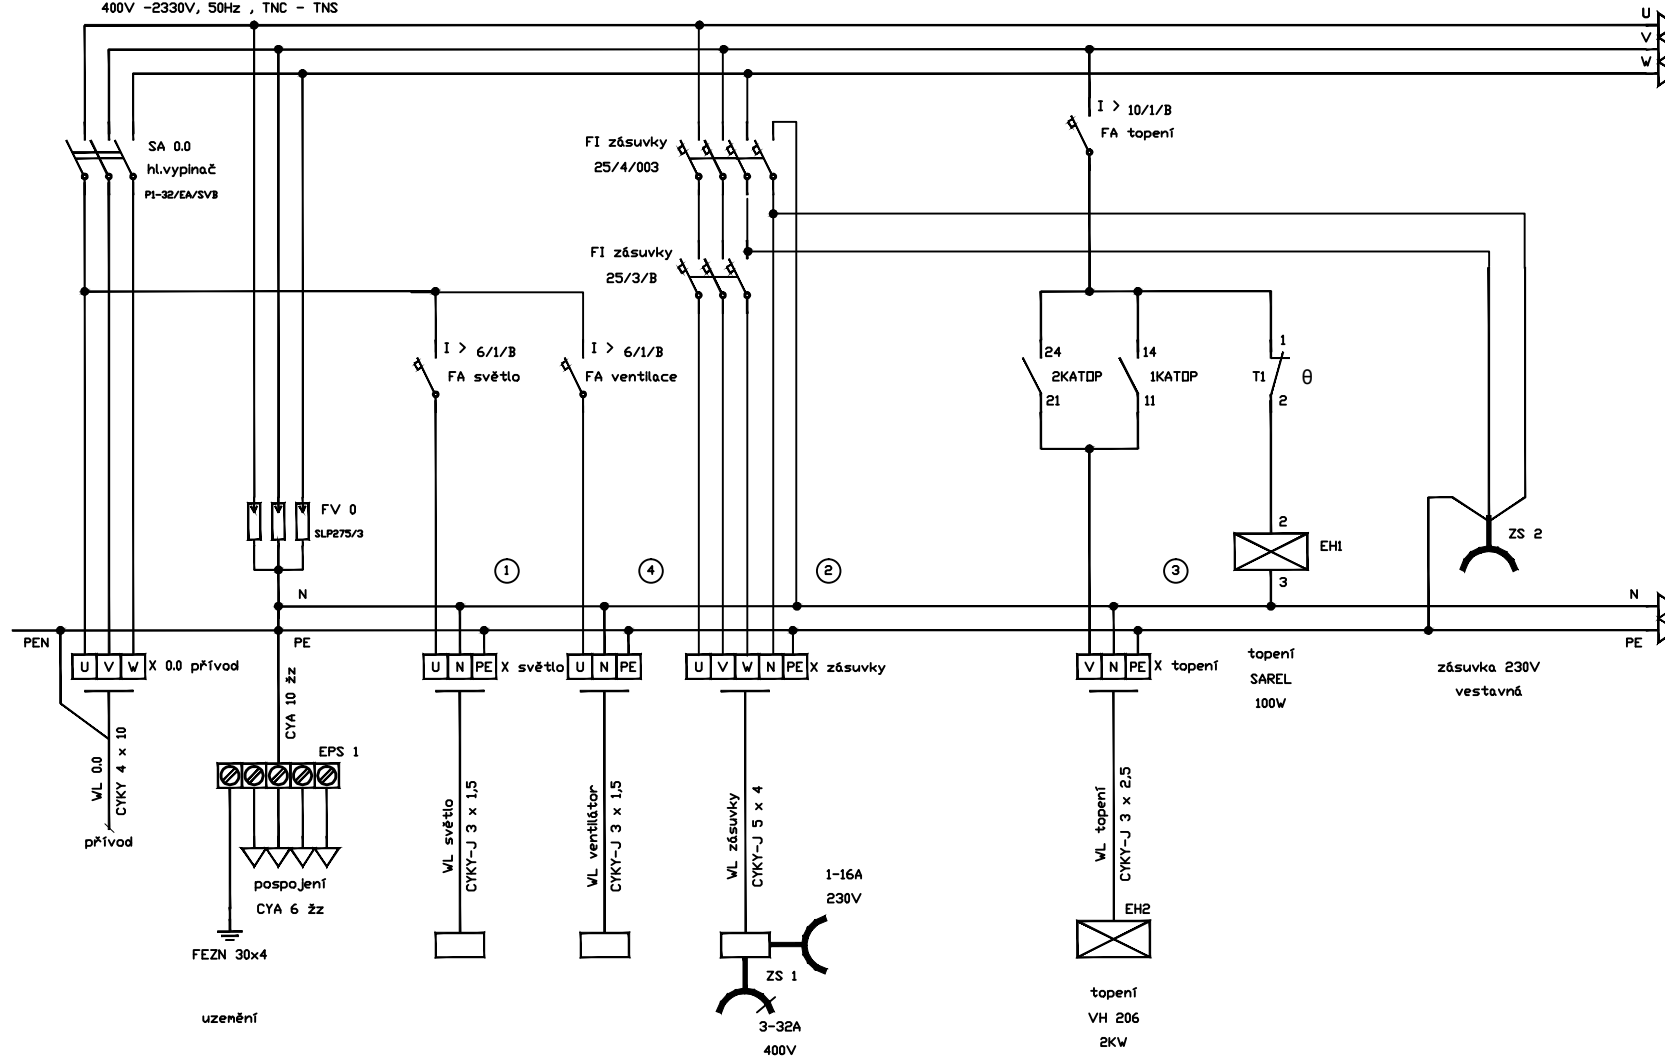 400V -2330V, 50Hz , TNC - TNS
U
V
W
SA 0.0
hl.vypínač
P1-32/EA/SVB
FI zásuvky
25/4/003
I > 10/1/B
FA topení
FI zásuvky
25/3/B
I > 6/1/B
FA světlo
I > 6/1/B
FA ventilace
24
2KATOP
21
14
1KATOP
11
1
T1 θ
2
FV 0
SLP275/3
1
4
2
3
2
EH1
3
ZS 2
N
N
PEN
PE
PE
U V W X 0.0 přívod
U N PE X světlo
U N PE
U V W N PE X zásuvky
V N PE X topení
topení
SAREL
100W
zásuvka 230V
vestavná
CYA 10 žz
WL 0.0
CYKY 4 x 10
přívod
EPS 1
pospojení
CYA 6 žz
FEZN 30x4
uzemění
WL světlo
CYKY-J 3 x 1,5
WL ventilátor
CYKY-J 3 x 1,5
WL zásuvky
CYKY-J 5 x 4
1-16A
230V
ZS 1
3-32A
400V
WL topení
CYKY-J 3 x 2,5
EH2
topení
VH 206
2KW